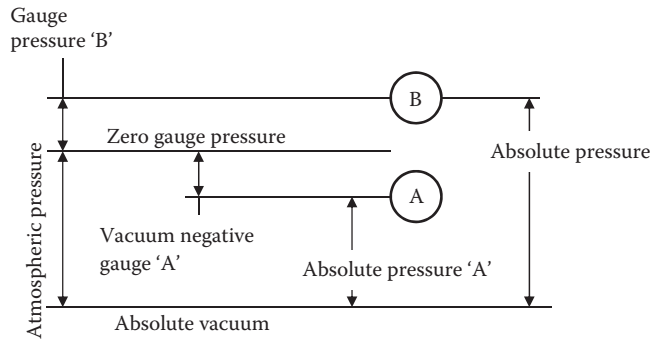 Gauge
pressure ‘B’
B
Zero gauge pressure
Absolute pressure
Atmospheric pressure
A
Vacuum negative
gauge ‘A’
Absolute pressure ‘A’
Absolute vacuum